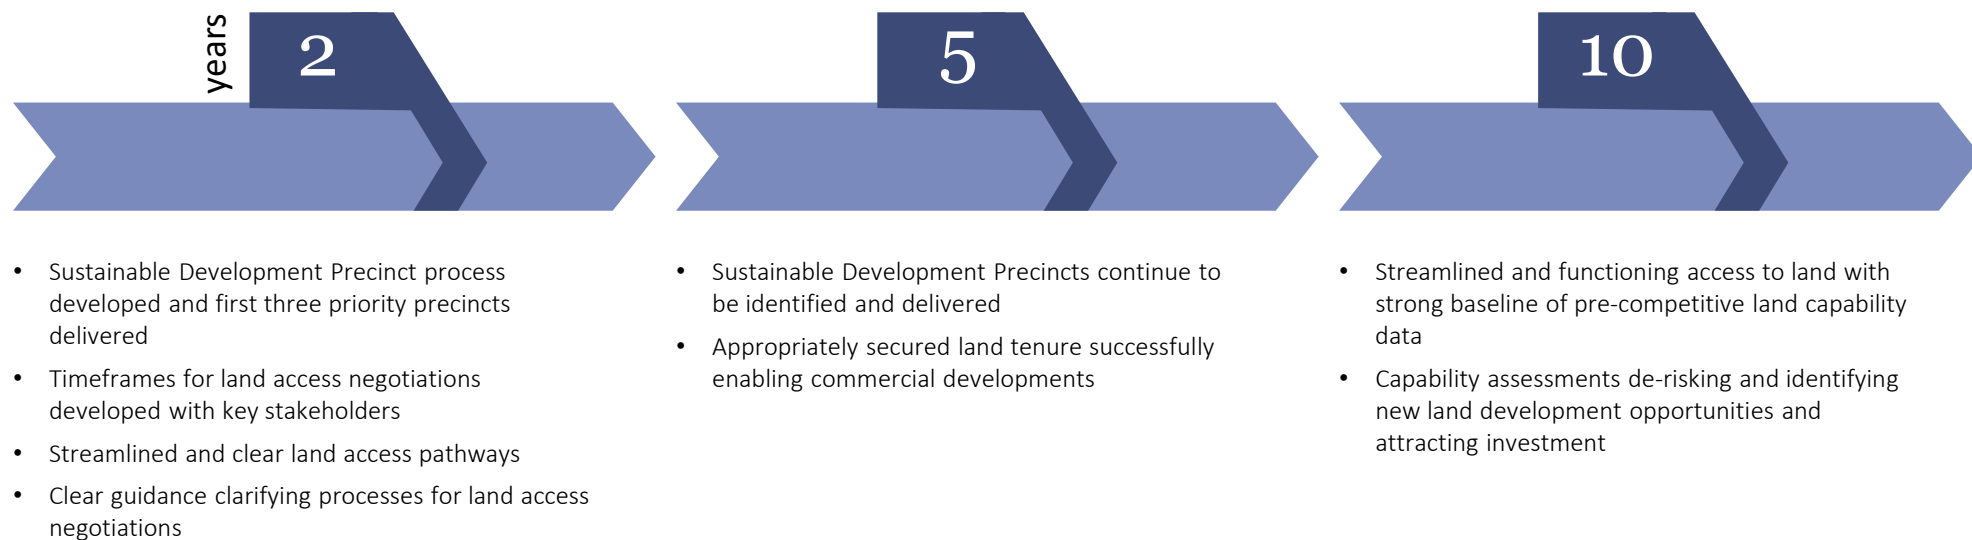 years
2
5
10
• Sustainable Development Precinct process
developed and first three priority precincts
delivered
• Timeframes for land access negotiations
developed with key stakeholders
• Streamlined and clear land access pathways
• Clear guidance clarifying processes for land access
negotiations
• Sustainable Development Precincts continue to
be identified and delivered
• Appropriately secured land tenure successfully
enabling commercial developments
• Streamlined and functioning access to land with
strong baseline of pre-competitive land capability
data
• Capability assessments de-risking and identifying
new land development opportunities and
attracting investment